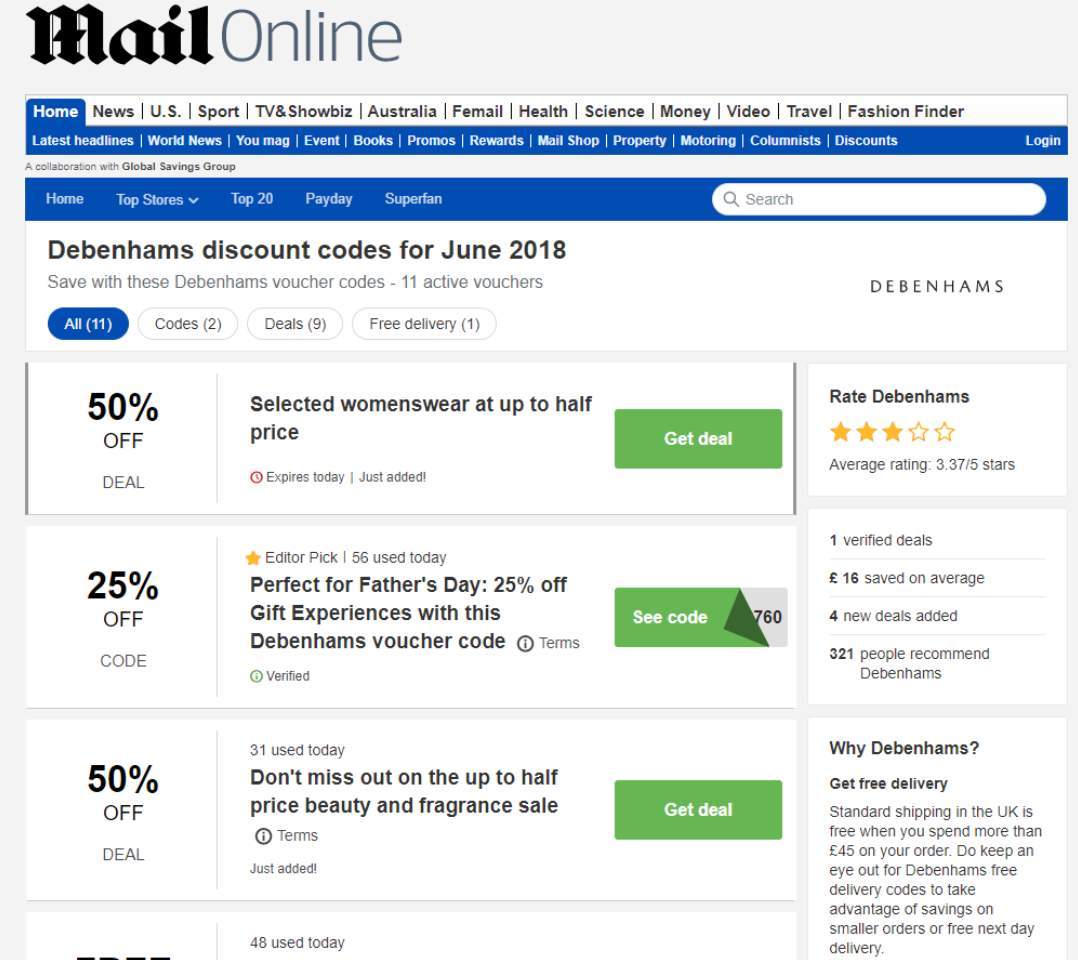 Mail Online
Home News U.S. Sport TV&Showbiz Australia Femail Health Science Money Video Travel Fashion Finder
Latest headlines World News You mag Event Books Promos Rewards Mail Shop Property Motoring Columnists Discounts Login
A collaboration with Global Savings Group
Home Top Stores Top 20 Payday Superfan Search
Debenhams discount codes for June 2018
Save with these Debenhams voucher codes - 11 active vouchers
DEBENHAMS
All (11) Codes (2) Deals (9) Free delivery (1)
50%
OFF
DEAL
Selected womenswear at up to half
price
Expires today | Just added!
Get deal
25%
OFF
CODE
Editor Pick | 56 used today
Perfect for Father's Day: 25% off
Gift Experiences with this
Debenhams voucher code Terms
Verified
See code 760
50%
OFF
DEAL
31 used today
Don't miss out on the up to half
price beauty and fragrance sale
Terms
Just added!
Get deal
48 used today
Rate Debenhams
Average rating: 3.37/5 stars
1 verified deals
£ 16 saved on average
4 new deals added
321 people recommend
Debenhams
Why Debenhams?
Get free delivery
Standard shipping in the UK is
free when you spend more than
£45 on your order. Do keep an
eye out for Debenhams free
delivery codes to take
advantage of savings on
smaller orders or free next day
delivery.